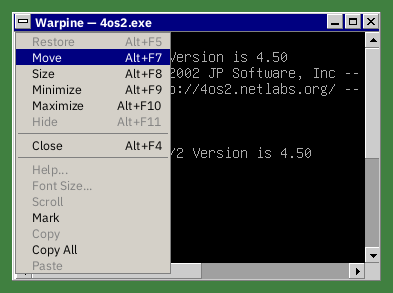 Warpine — 4os2.exe
Restore Alt+F5
Move Alt+F7
Size Alt+F8
Minimize Alt+F9
Maximize Alt+F10
Hide Alt+F11
Close Alt+F4
Help...
Font Size...
Scroll
Mark
Copy
Copy All
Paste
Version is 4.50
2002 JP Software, Inc --
://4os2.netlabs.org/ --
/2 Version is 4.50